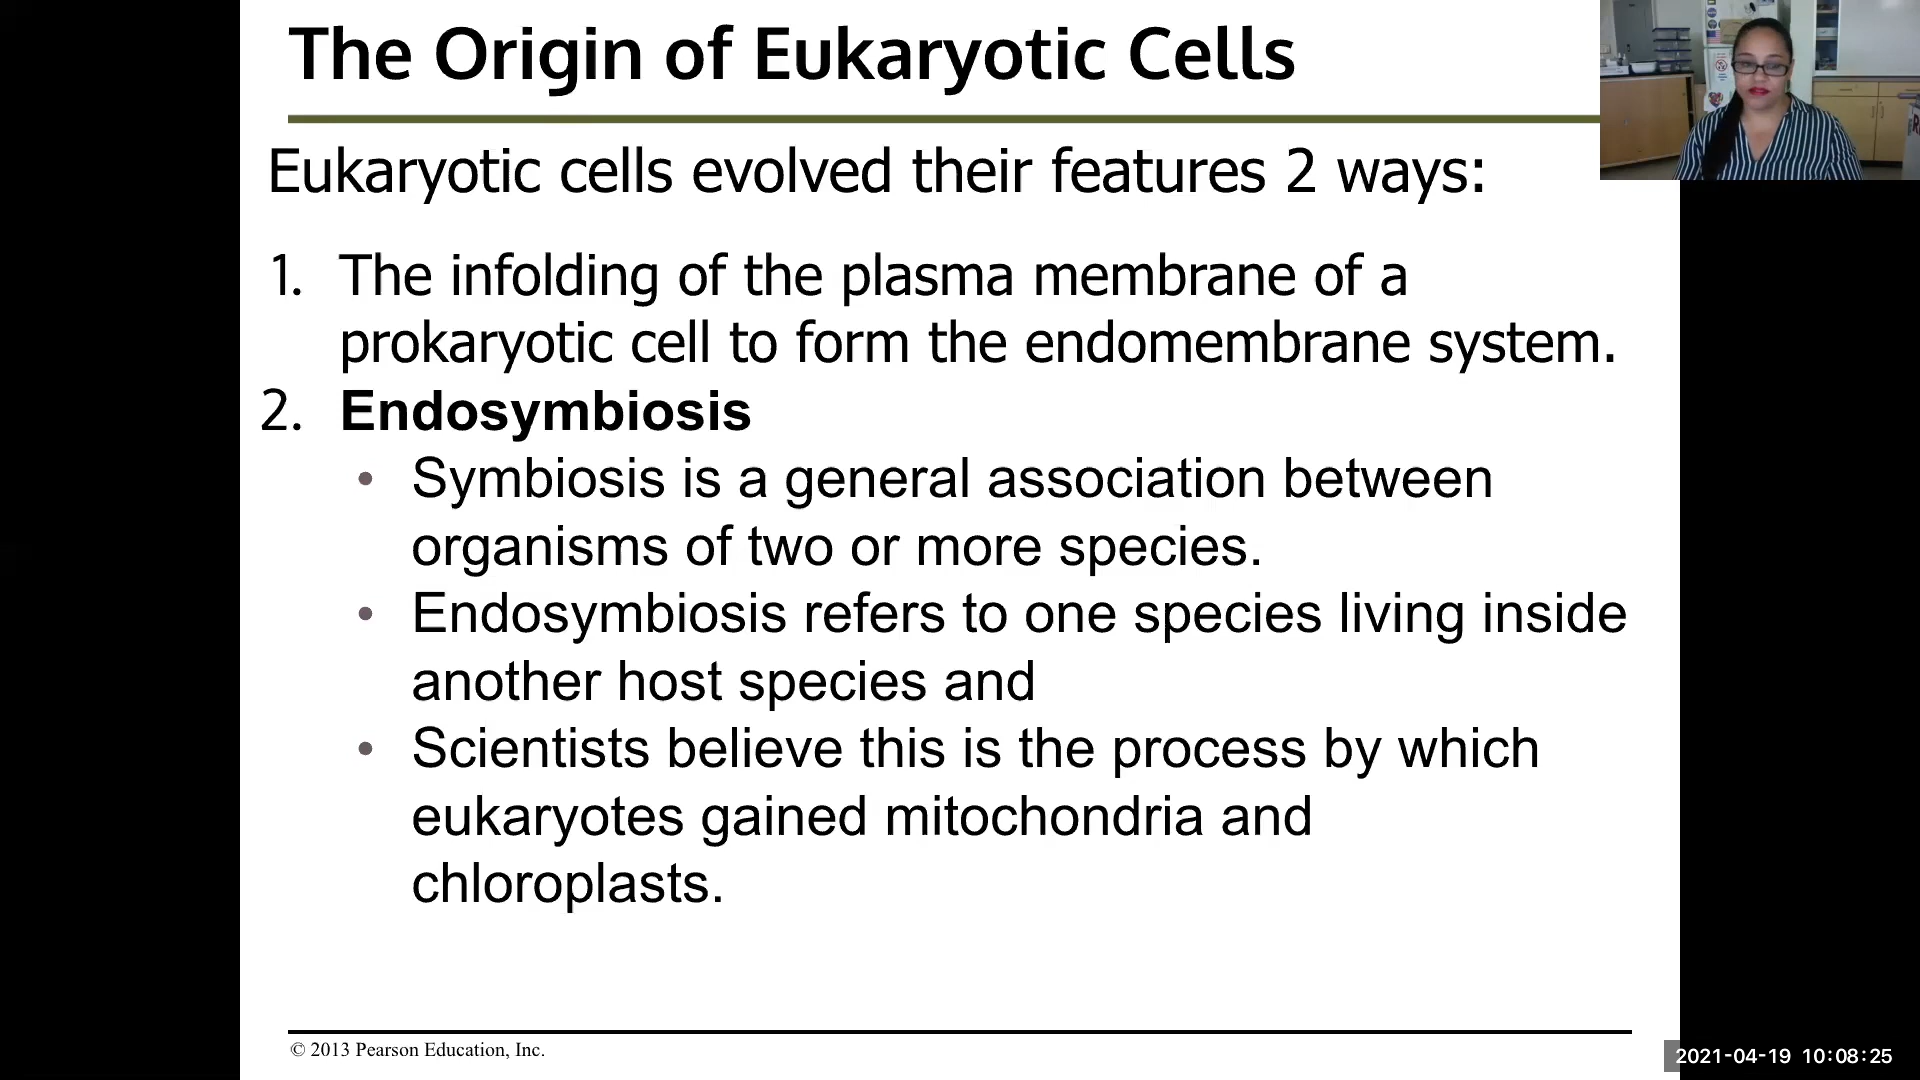 The Origin of Eukaryotic Cells
Eukaryotic cells evolved their features 2 ways:
1. The infolding of the plasma membrane of a
prokaryotic cell to form the endomembrane system.
2. Endosymbiosis
• Symbiosis is a general association between
organisms of two or more species.
• Endosymbiosis refers to one species living inside
another host species and
• Scientists believe this is the process by which
eukaryotes gained mitochondria and
chloroplasts.
© 2013 Pearson Education, Inc.
2021-04-19 10:08:25